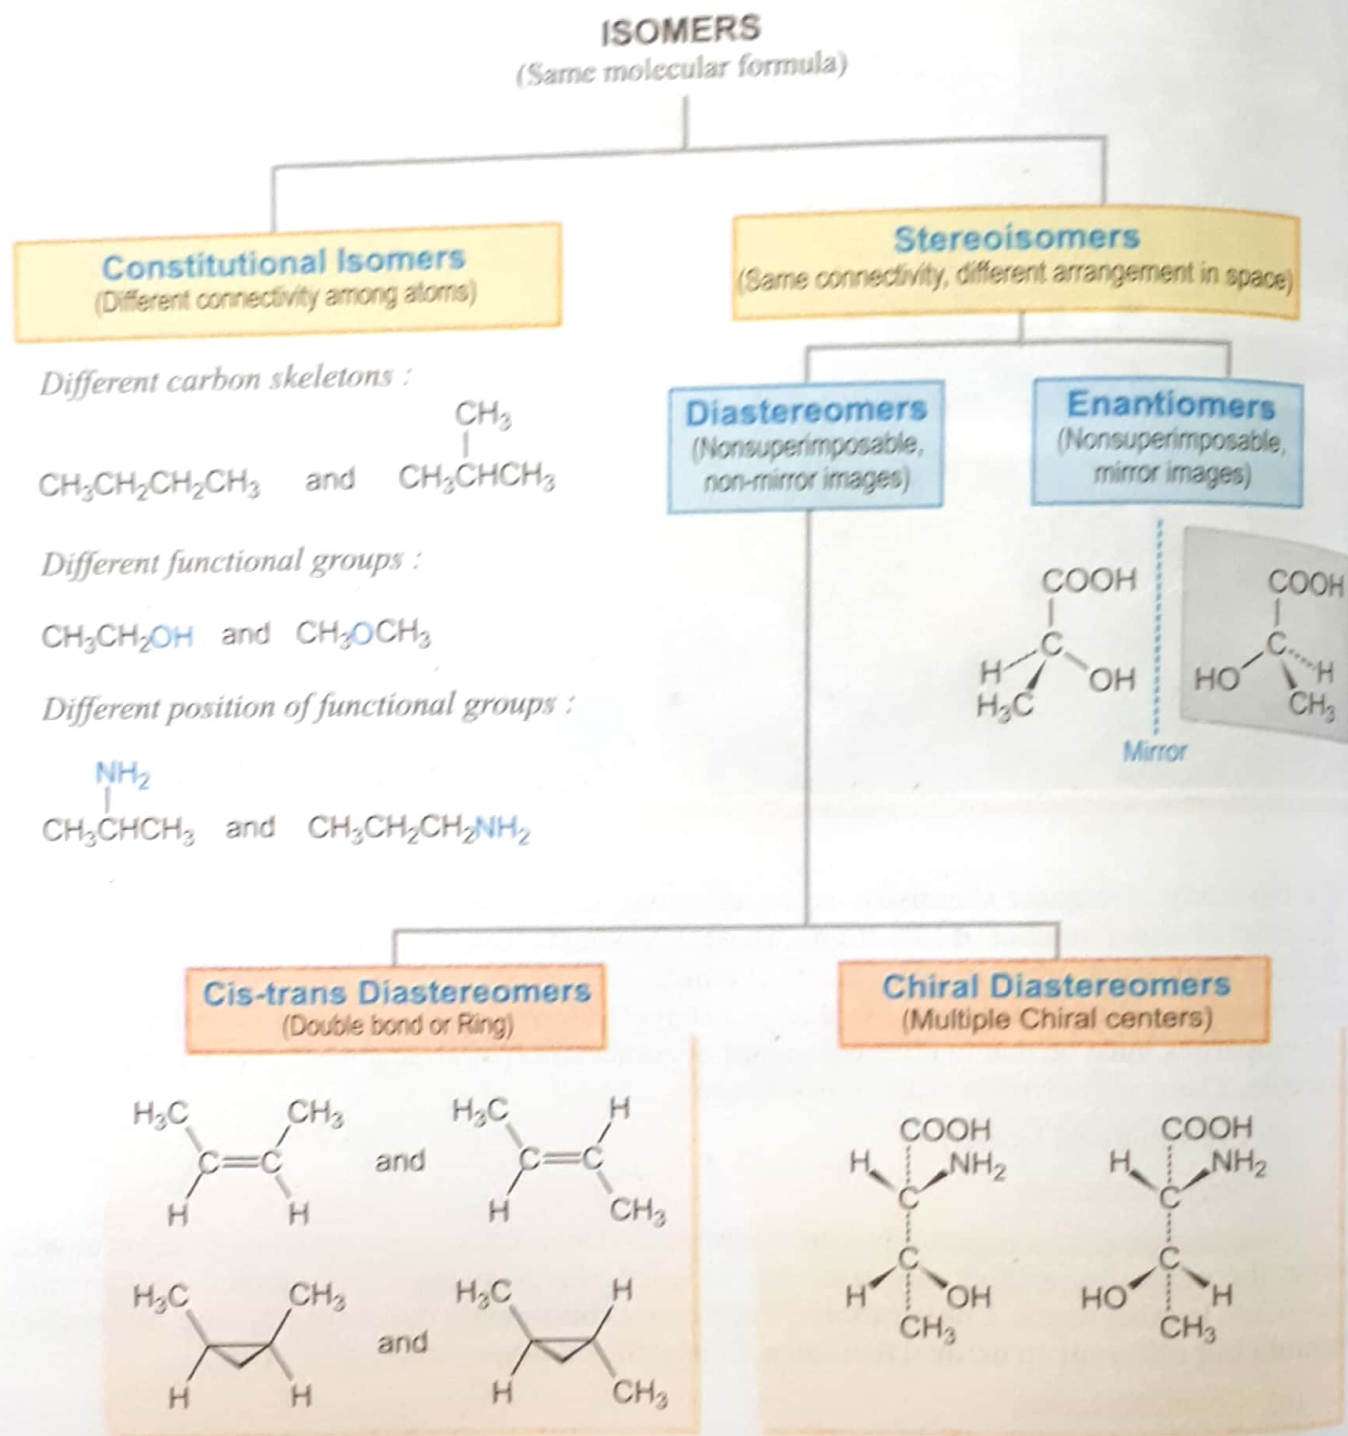 ISOMERS
(Same molecular formula)
Constitutional Isomers
(Different connectivity among atoms)
Different carbon skeletons :
CH₃
CH₃CH₂CH₂CH₃ and CH₃CHCH₃
Different functional groups :
CH₃CH₂OH and CH₃OCH₃
Different position of functional groups :
NH₂
CH₃CHCH₃ and CH₃CH₂CH₂NH₂
Stereoisomers
(Same connectivity, different arrangement in space)
Diastereomers
(Nonsuperimposable,
non-mirror images)
Enantiomers
(Nonsuperimposable,
mirror images)
COOH COOH
C C
H OH HO H
H₃C CH₃
Mirror
Cis-trans Diastereomers
(Double bond or Ring)
H₃C CH₃ H₃C H
C=C and C=C
H H H CH₃
H₃C CH₃ H₃C H
and
H H H CH₃
Chiral Diastereomers
(Multiple Chiral centers)
COOH COOH
H NH₂ H NH₂
C C
C C
H OH HO H
CH₃ CH₃